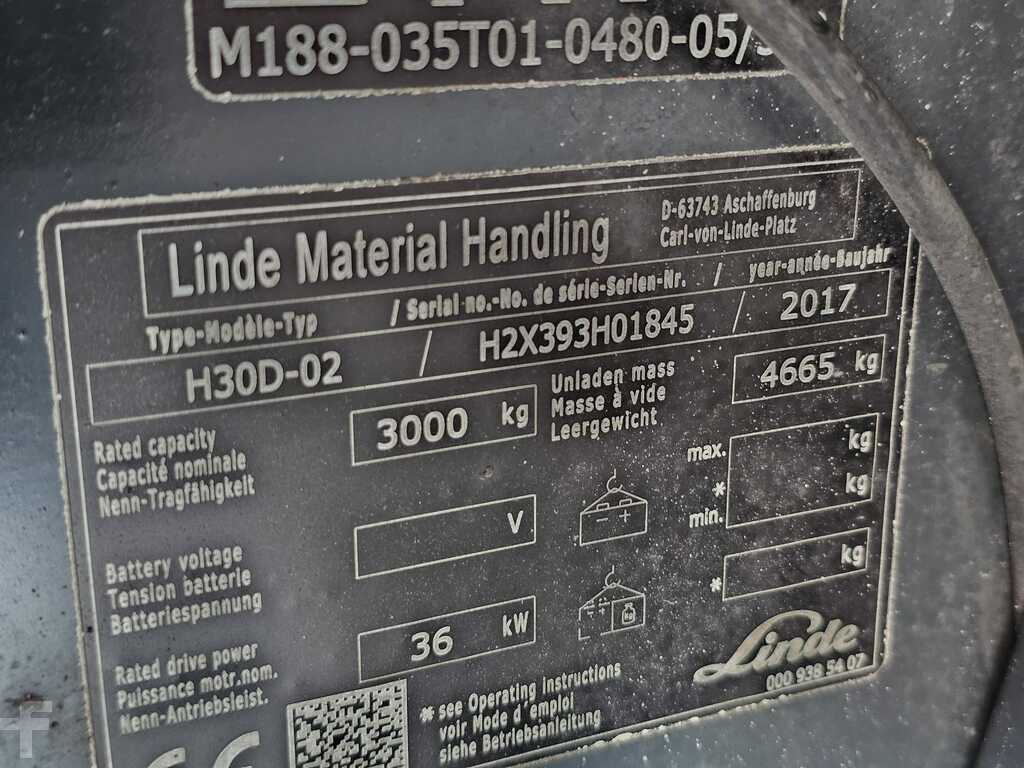 M188-035T01-0480-05/
Linde Material Handling
D-63743 Aschaffenburg
Carl-von-Linde-Platz
Type-Modèle-Typ / Serial no.-No. de série-Serien-Nr. / year-année-Baujahr
H30D-02 / H2X393H01845 / 2017
Rated capacity
Capacité nominale
Nenn-Tragfähigkeit
3000 kg
Unladen mass
Masse à vide
Leergewicht
4665 kg
Battery voltage
Tension batterie
Batteriespannung
V
max. kg
* kg
min.
* kg
Rated drive power
Puissance motr.nom.
Nenn-Antriebsleist.
36 kW
* see Operating Instructions
voir Mode d'emploi
siehe Betriebsanleitung
Linde
000 938 54 07
CE